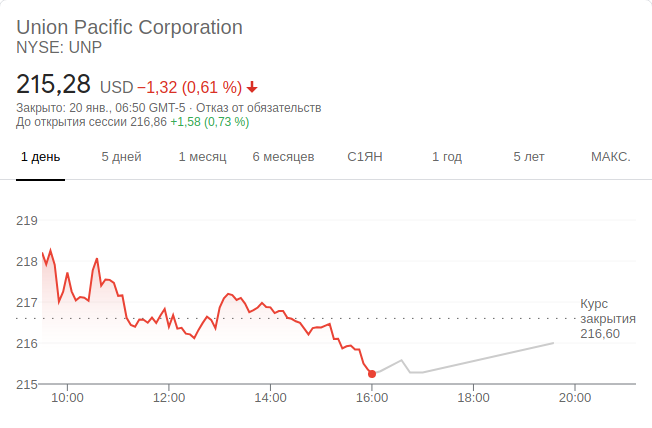 Union Pacific Corporation
NYSE: UNP
215,28 USD −1,32 (0,61 %)
Закрыто: 20 янв., 06:50 GMT-5 · Отказ от обязательств
До открытия сессии 216,86 +1,58 (0,73 %)
1 день 5 дней 1 месяц 6 месяцев С1ЯН 1 год 5 лет МАКС.
219
218
217
Курс
закрытия
216,60
216
215
10:00 12:00 14:00 16:00 18:00 20:00